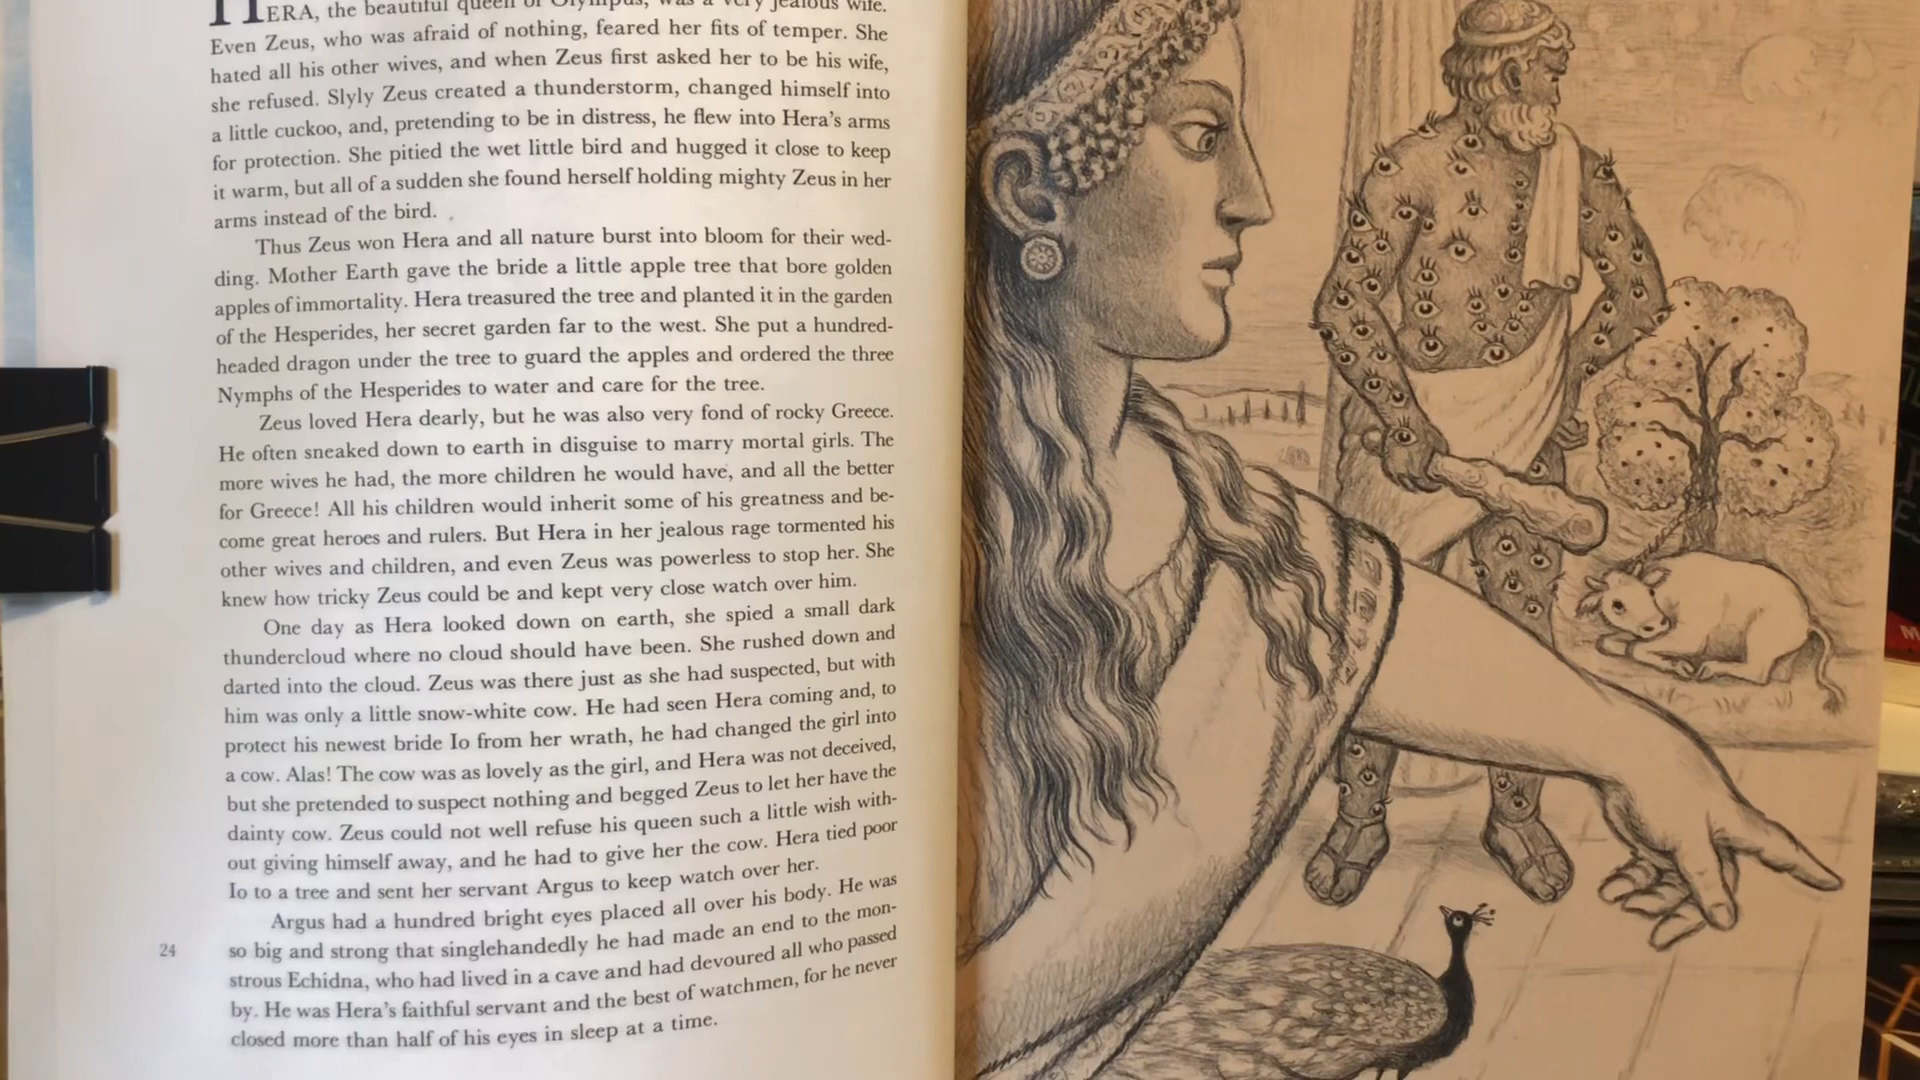 HERA, the beautiful queen of Olympus, was a very jealous wife.
Even Zeus, who was afraid of nothing, feared her fits of temper. She
hated all his other wives, and when Zeus first asked her to be his wife,
she refused. Slyly Zeus created a thunderstorm, changed himself into
a little cuckoo, and, pretending to be in distress, he flew into Hera's arms
for protection. She pitied the wet little bird and hugged it close to keep
it warm, but all of a sudden she found herself holding mighty Zeus in her
arms instead of the bird.
Thus Zeus won Hera and all nature burst into bloom for their wed-
ding. Mother Earth gave the bride a little apple tree that bore golden
apples of immortality. Hera treasured the tree and planted it in the garden
of the Hesperides, her secret garden far to the west. She put a hundred-
headed dragon under the tree to guard the apples and ordered the three
Nymphs of the Hesperides to water and care for the tree.
Zeus loved Hera dearly, but he was also very fond of rocky Greece.
He often sneaked down to earth in disguise to marry mortal girls. The
more wives he had, the more children he would have, and all the better
for Greece! All his children would inherit some of his greatness and be-
come great heroes and rulers. But Hera in her jealous rage tormented his
other wives and children, and even Zeus was powerless to stop her. She
knew how tricky Zeus could be and kept very close watch over him.
One day as Hera looked down on earth, she spied a small dark
thundercloud where no cloud should have been. She rushed down and
darted into the cloud. Zeus was there just as she had suspected, but with
him was only a little snow-white cow. He had seen Hera coming and, to
protect his newest bride Io from her wrath, he had changed the girl into
a cow. Alas! The cow was as lovely as the girl, and Hera was not deceived,
but she pretended to suspect nothing and begged Zeus to let her have the
dainty cow. Zeus could not well refuse his queen such a little wish with-
out giving himself away, and he had to give her the cow. Hera tied poor
Io to a tree and sent her servant Argus to keep watch over her.
Argus had a hundred bright eyes placed all over his body. He was
so big and strong that singlehandedly he had made an end to the mon-
strous Echidna, who had lived in a cave and had devoured all who passed
by. He was Hera's faithful servant and the best of watchmen, for he never
closed more than half of his eyes in sleep at a time.
24